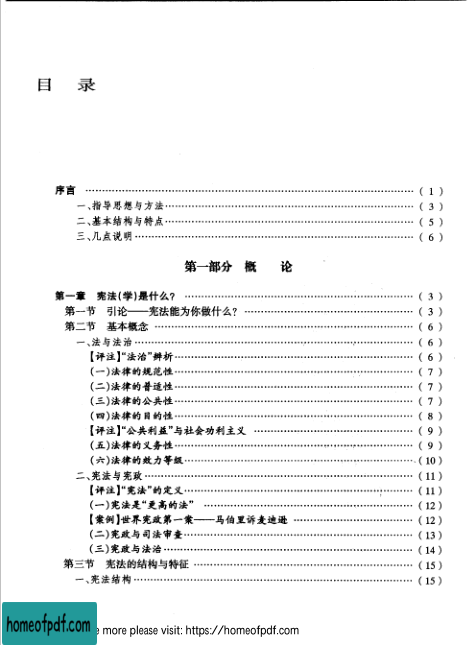 目 录
序言 ……………………………………………………………… ( 1 )
一、指导思想与方法 ……………………………………………… ( 3 )
二、基本结构与特点 ……………………………………………… ( 5 )
三、几点说明 ……………………………………………………… ( 6 )
第一部分 概 论
第一章 宪法(学)是什么? ……………………………………… ( 3 )
第一节 引论——宪法能为你做什么? …………………………… ( 3 )
第二节 基本概念 ………………………………………………… ( 6 )
一、法与法治 ……………………………………………………… ( 6 )
【评注】“法治”辨析 ……………………………………………… ( 6 )
(一)法律的规范性 ……………………………………………… ( 7 )
(二)法律的普适性 ……………………………………………… ( 7 )
(三)法律的公共性 ……………………………………………… ( 7 )
(四)法律的目的性 ……………………………………………… ( 8 )
【评注】“公共利益”与社会功利主义 …………………………… ( 9 )
(五)法律的义务性 ……………………………………………… ( 9 )
(六)法律的效力等级 …………………………………………… (10)
二、宪法与宪政 …………………………………………………… (11)
【评注】“宪法”的定义 …………………………………………… (11)
(一)宪法是“更高的法” ………………………………………… (12)
【案例】世界宪政第一案——马伯里诉麦迪逊 ………………… (12)
(二)宪政与司法审查 …………………………………………… (13)
(三)宪政与法治 ………………………………………………… (14)
第三节 宪法的结构与特征 ……………………………………… (15)
一、宪法结构 ……………………………………………………… (15)
homeofpdf.com
e more please visit: https://homeofpdf.com